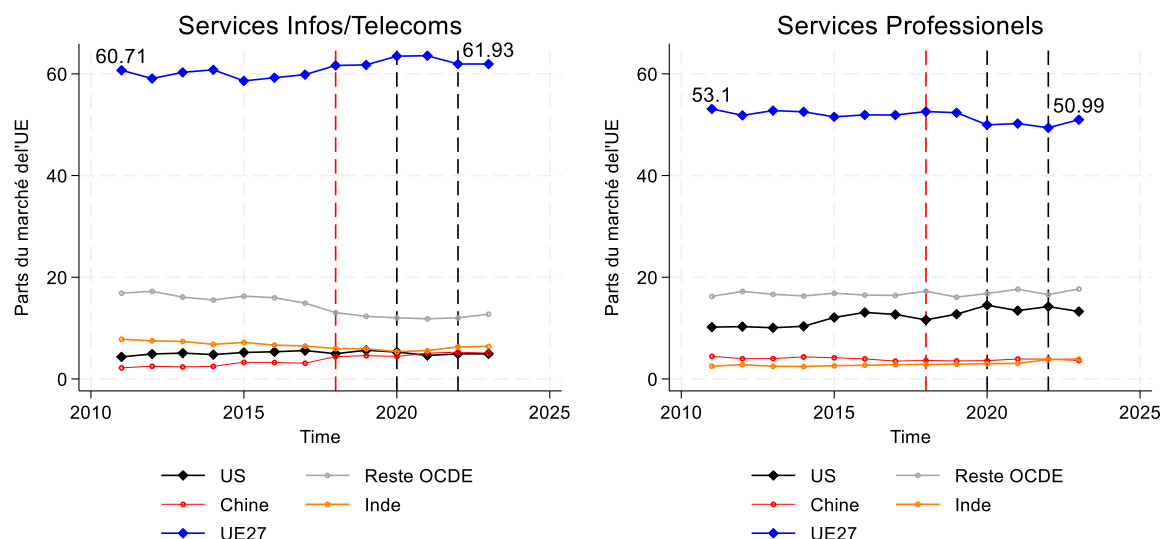 Services Infos/Telecoms
Parts du marché del'UE
60
40
20
0
60.71
61.93
2010
2015
2020
2025
Time
US
Reste OCDE
Chine
Inde
UE27
Services Professionels
Parts du marché del'UE
60
40
20
0
53.1
50.99
2010
2015
2020
2025
Time
US
Reste OCDE
Chine
Inde
UE27